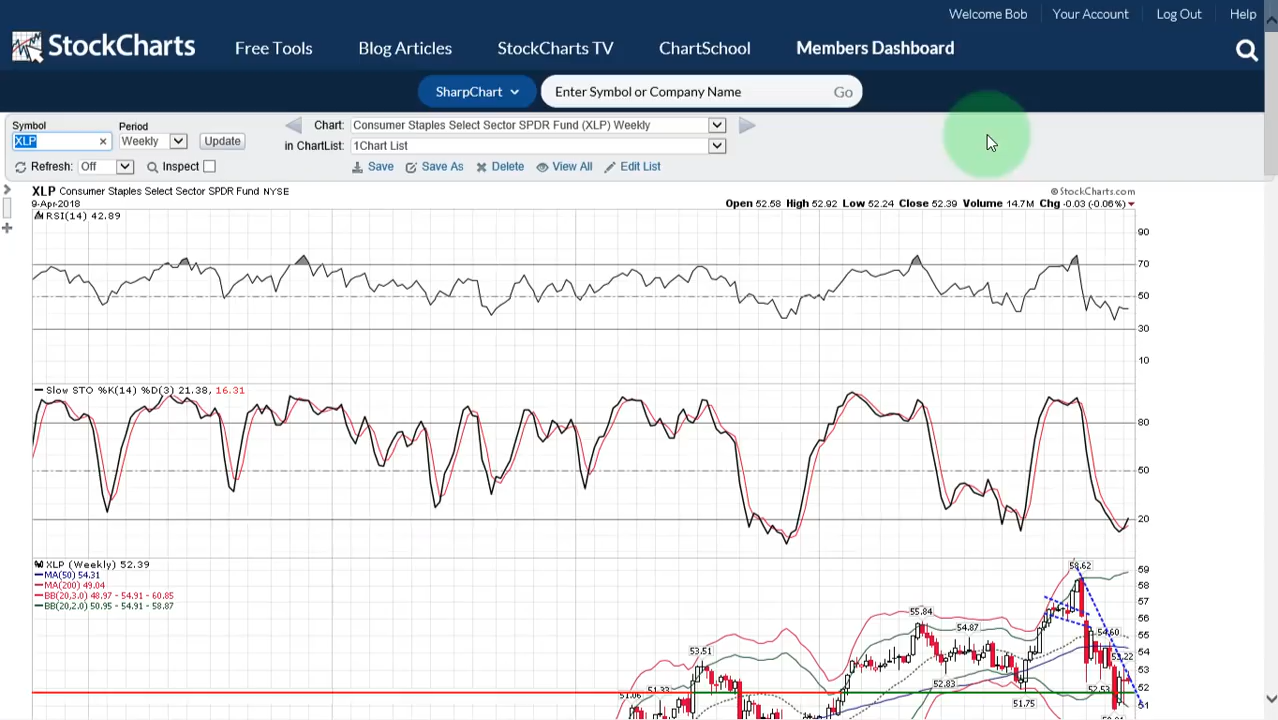 Welcome Bob
Your Account
Log Out
Help
StockCharts
Free Tools
Blog Articles
StockCharts TV
ChartSchool
Members Dashboard
SharpChart
Enter Symbol or Company Name
Go
Symbol
Period
XLP
Weekly
Update
Chart:
Consumer Staples Select Sector SPDR Fund (XLP) Weekly
in ChartList:
1Chart List
Refresh:
Off
Inspect
Save
Save As
Delete
View All
Edit List
XLP Consumer Staples Select Sector SPDR Fund NYSE
© StockCharts.com
9-Apr-2018
Open 52.58 High 52.92 Low 52.24 Close 52.39 Volume 14.7M Chg -0.03 (-0.06%)
RSI(14) 42.89
90
70
50
30
10
Slow STO %K(14) %D(3) 21.38, 16.31
80
50
20
XLP (Weekly) 52.39
MA(50) 54.31
MA(200) 49.04
BB(20,3.0) 48.97 - 54.91 - 60.85
BB(20,2.0) 50.95 - 54.91 - 58.87
58.62
55.84
54.87
54.60
53.51
53.22
52.83
52.53
51.75
51.33
51.06
59
58
57
56
55
54
53
52
51